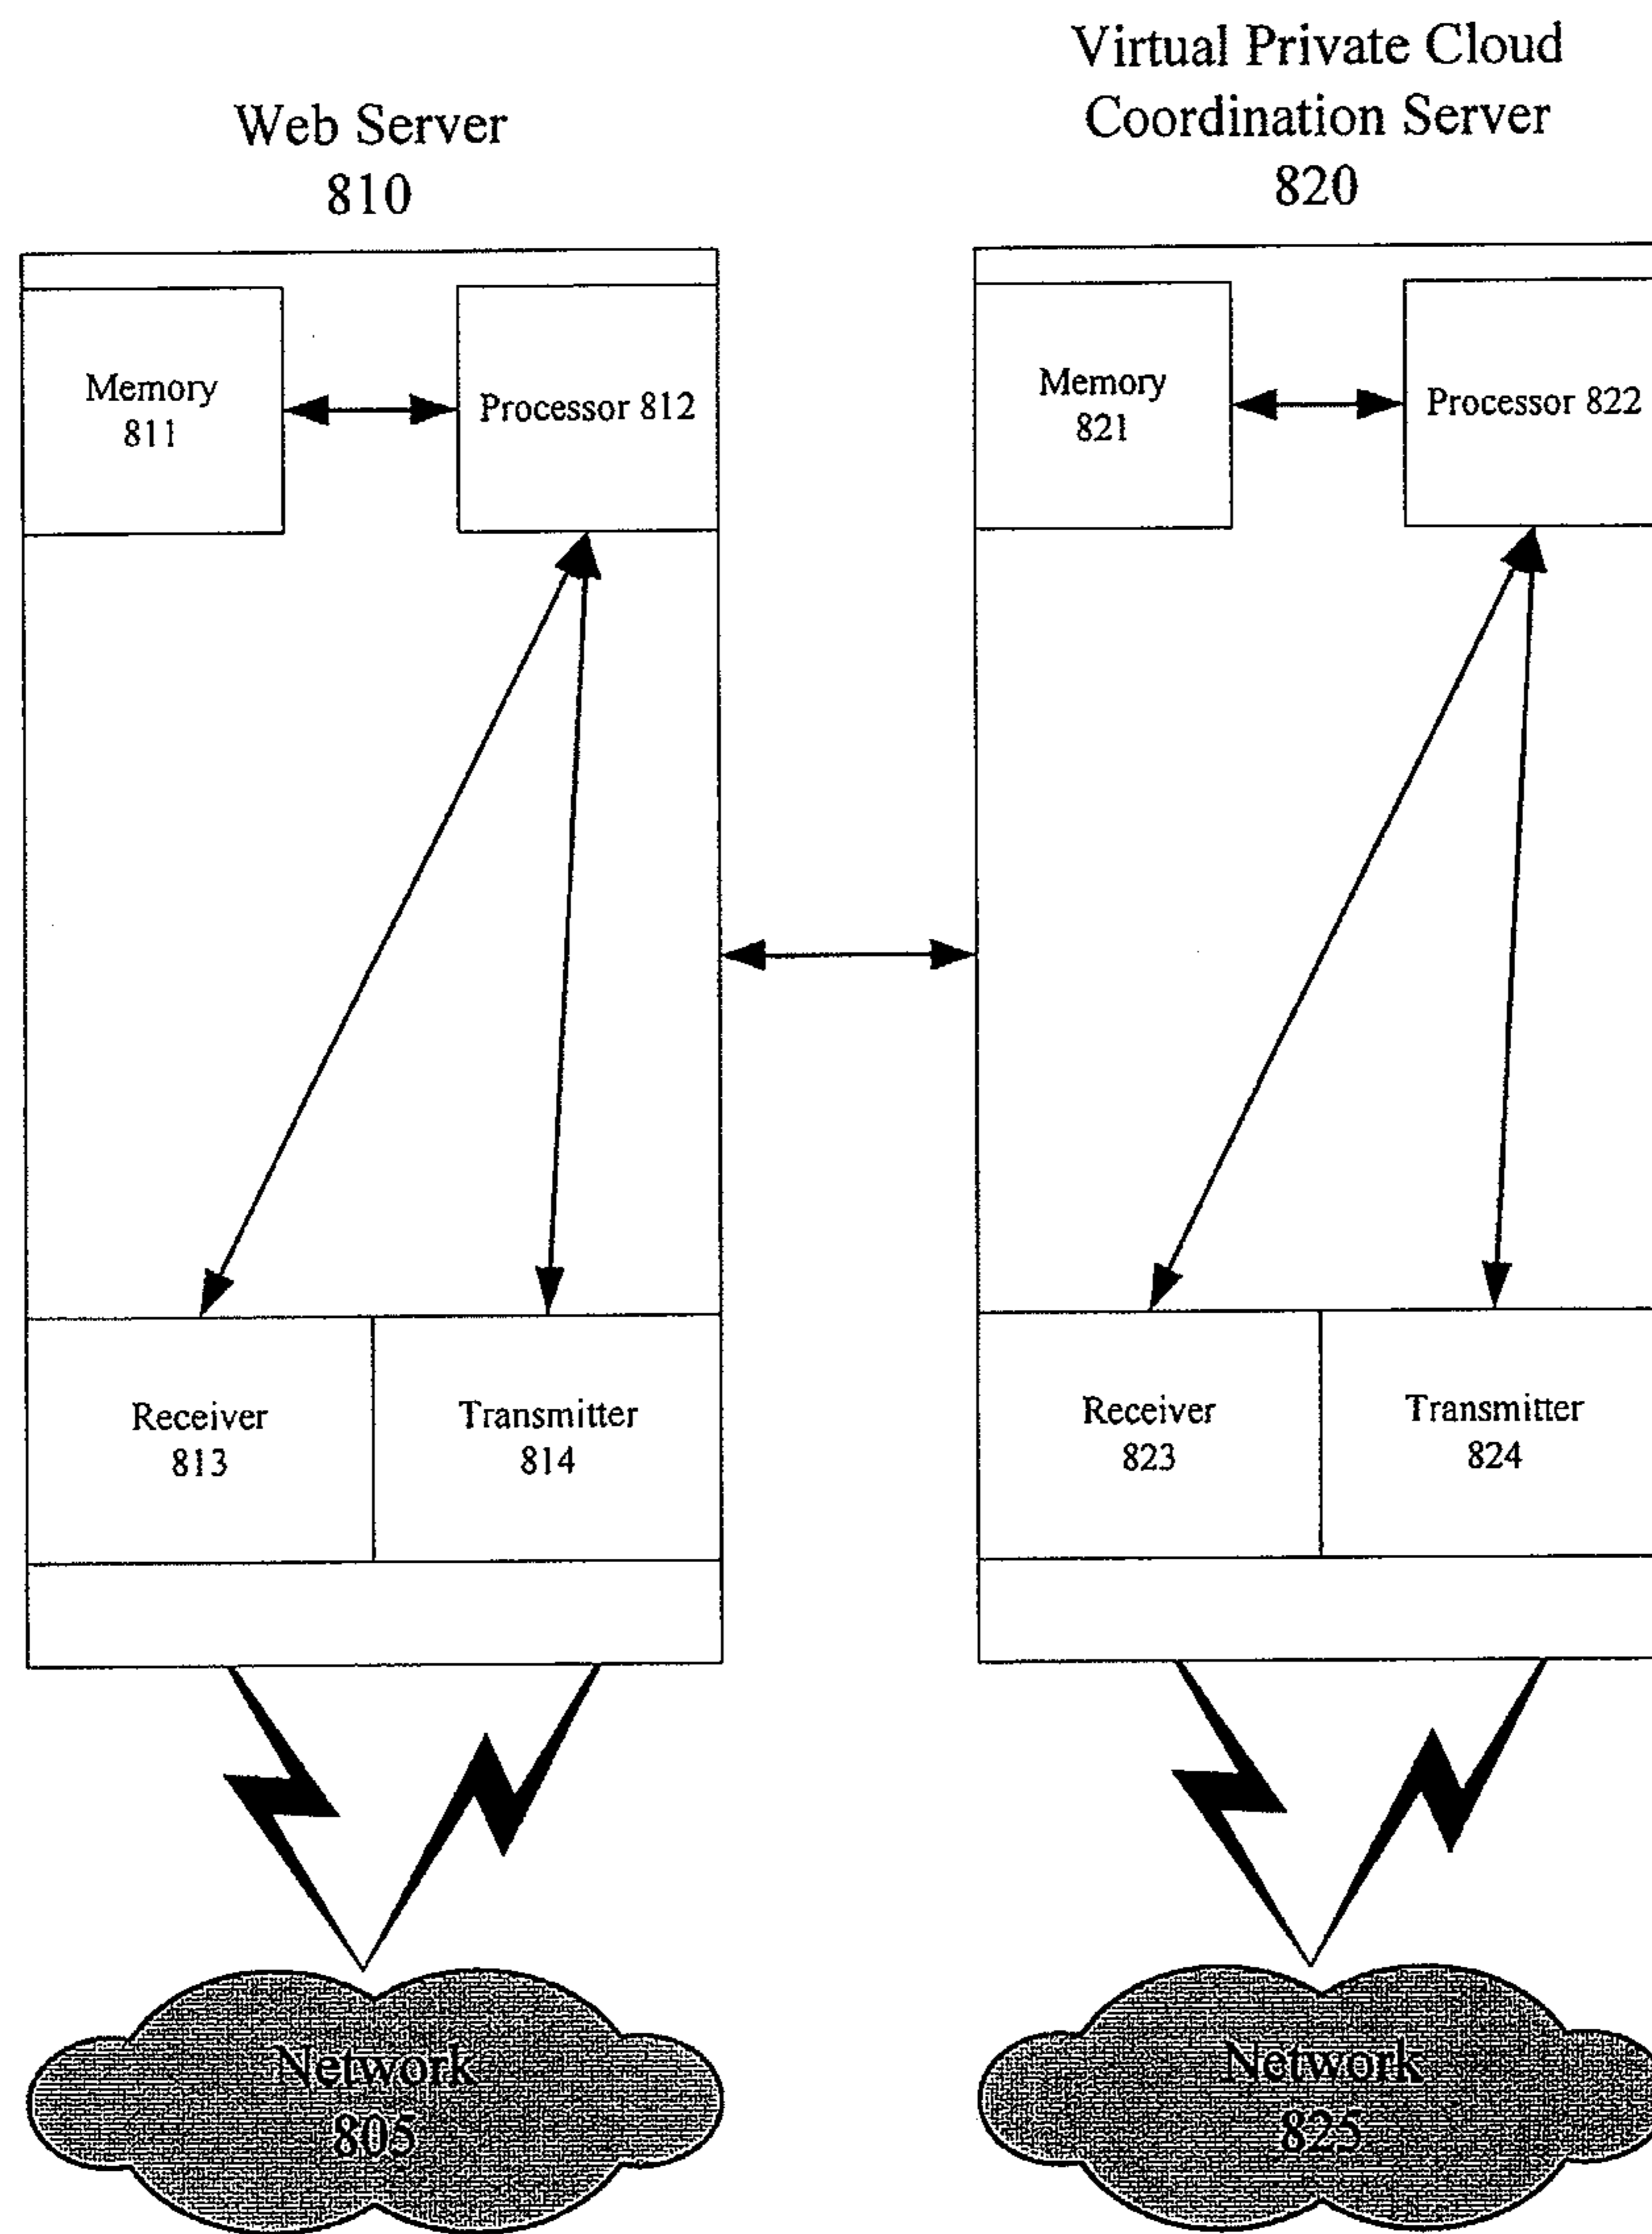 Web Server
810
Virtual Private Cloud
Coordination Server
820
Memory
811
Processor 812
Memory
821
Processor 822
Receiver
813
Transmitter
814
Receiver
823
Transmitter
824
Network
805
Network
825